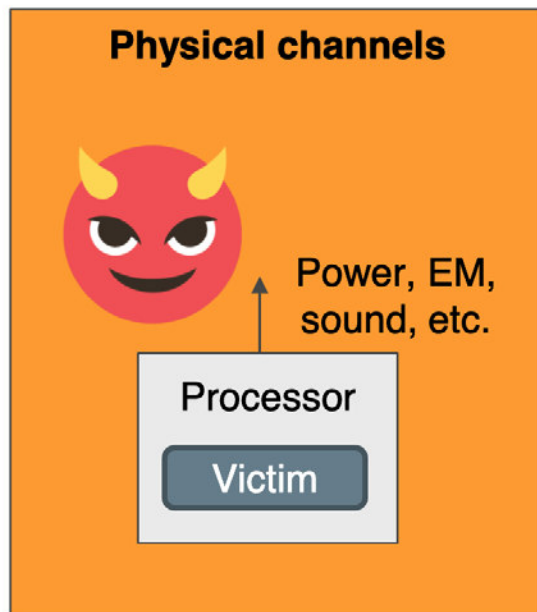 Physical channels
Power, EM,
sound, etc.
Processor
Victim